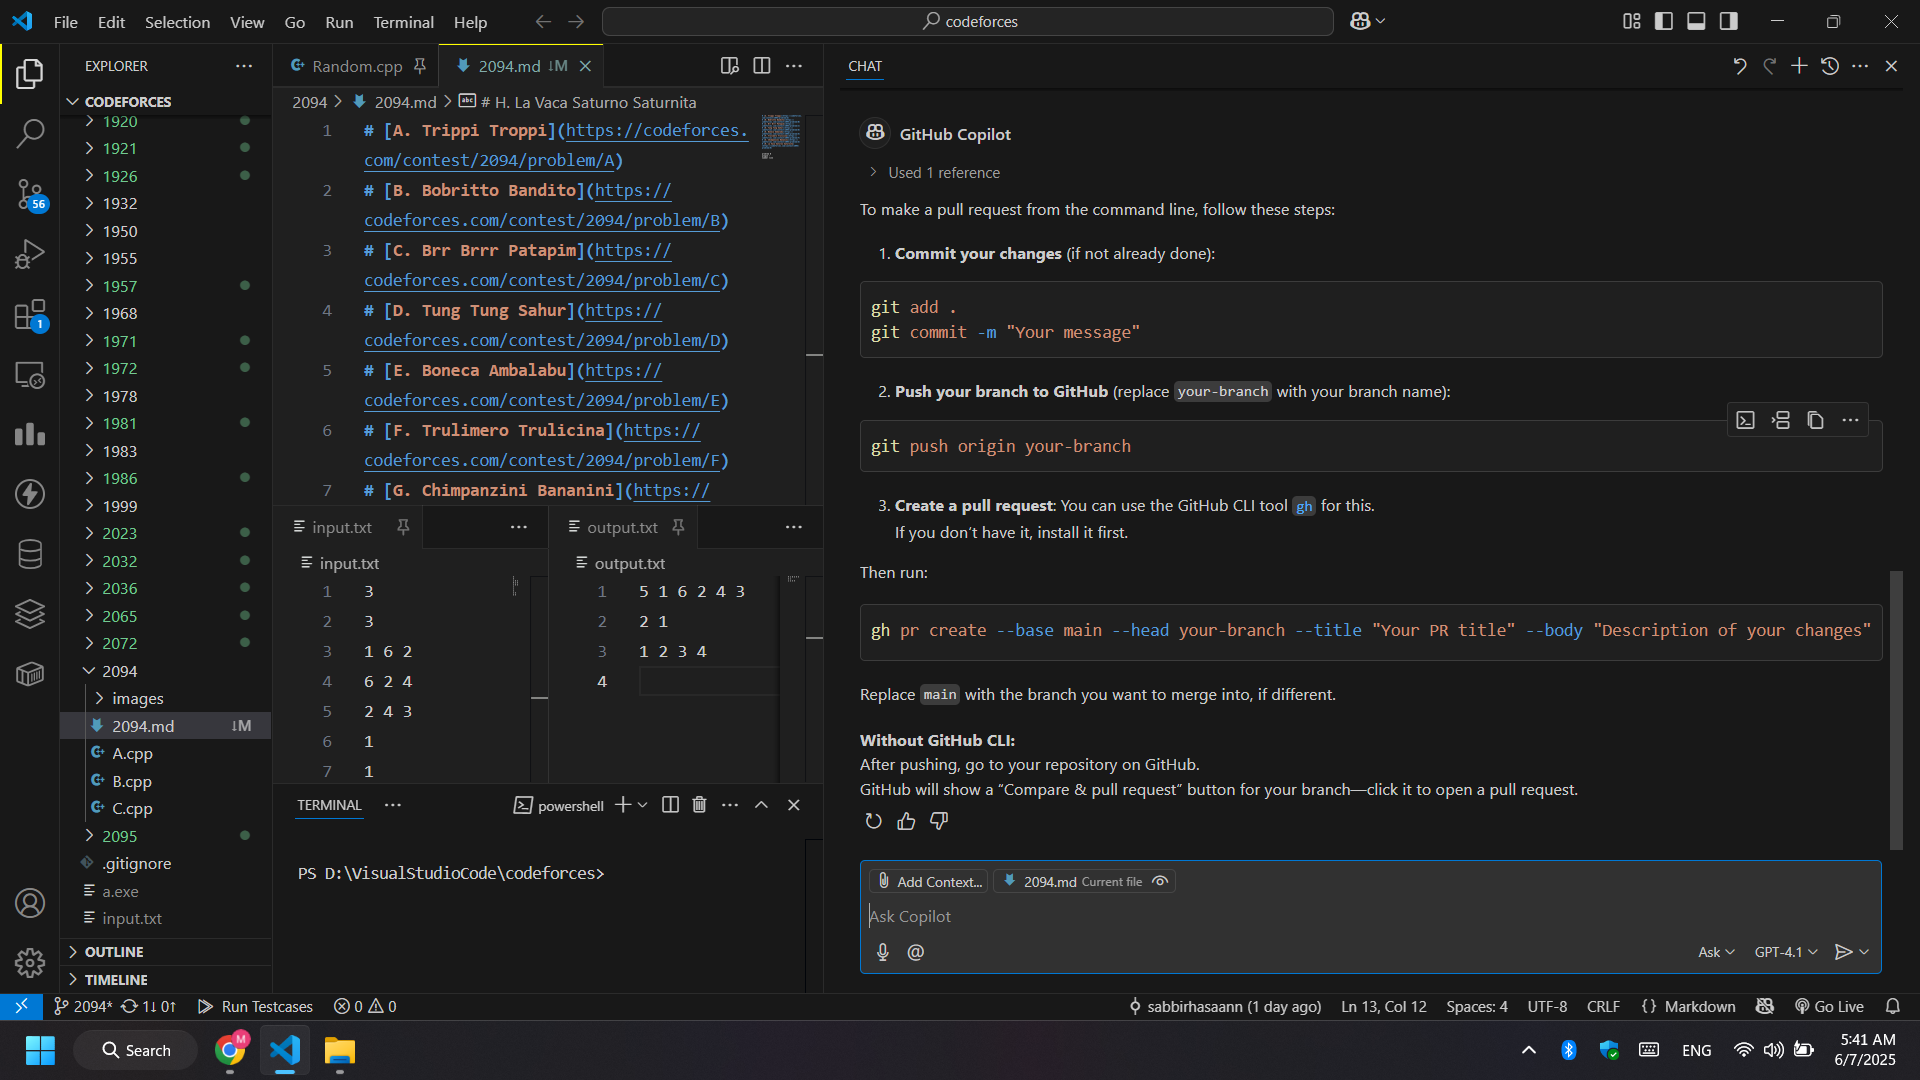 File Edit Selection View Go Run Terminal Help
codeforces
EXPLORER
CODEFORCES
1920
1921
1926
1932
1950
1955
1957
1968
1971
1972
1978
1981
1983
1986
1999
2023
2032
2036
2065
2072
2094
images
2094.md ↓M
A.cpp
B.cpp
C.cpp
2095
.gitignore
a.exe
input.txt
OUTLINE
TIMELINE
56
1
Random.cpp
2094.md ↓M
2094 > 2094.md > # H. La Vaca Saturno Saturnita
1 # [A. Trippi Troppi](https://codeforces.
com/contest/2094/problem/A)
2 # [B. Bobritto Bandito](https://
codeforces.com/contest/2094/problem/B)
3 # [C. Brr Brrr Patapim](https://
codeforces.com/contest/2094/problem/C)
4 # [D. Tung Tung Sahur](https://
codeforces.com/contest/2094/problem/D)
5 # [E. Boneca Ambalabu](https://
codeforces.com/contest/2094/problem/E)
6 # [F. Trulimero Trulicina](https://
codeforces.com/contest/2094/problem/F)
7 # [G. Chimpanzini Bananini](https://
input.txt
input.txt
1 3
2 3
3 1 6 2
4 6 2 4
5 2 4 3
6 1
7 1
output.txt
output.txt
1 5 1 6 2 4 3
2 2 1
3 1 2 3 4
4
TERMINAL
powershell
PS D:\VisualStudioCode\codeforces>
CHAT
GitHub Copilot
Used 1 reference
To make a pull request from the command line, follow these steps:
1. Commit your changes (if not already done):
git add .
git commit -m "Your message"
2. Push your branch to GitHub (replace your-branch with your branch name):
git push origin your-branch
3. Create a pull request: You can use the GitHub CLI tool gh for this.
If you don't have it, install it first.
Then run:
gh pr create --base main --head your-branch --title "Your PR title" --body "Description of your changes"
Replace main with the branch you want to merge into, if different.
Without GitHub CLI:
After pushing, go to your repository on GitHub.
GitHub will show a “Compare & pull request” button for your branch—click it to open a pull request.
Add Context...
2094.md Current file
Ask Copilot
@
Ask
GPT-4.1
2094* 1↓ 0↑ Run Testcases 0 0
sabbirhasaann (1 day ago) Ln 13, Col 12 Spaces: 4 UTF-8 CRLF {} Markdown Go Live
Search
M
ENG
5:41 AM
6/7/2025